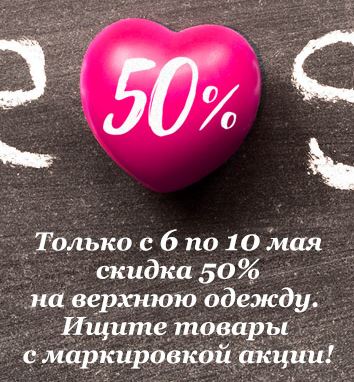 50%
Только с 6 по 10 мая
скидка 50%
на верхнюю одежду.
Ищите товары
с маркировкой акции!